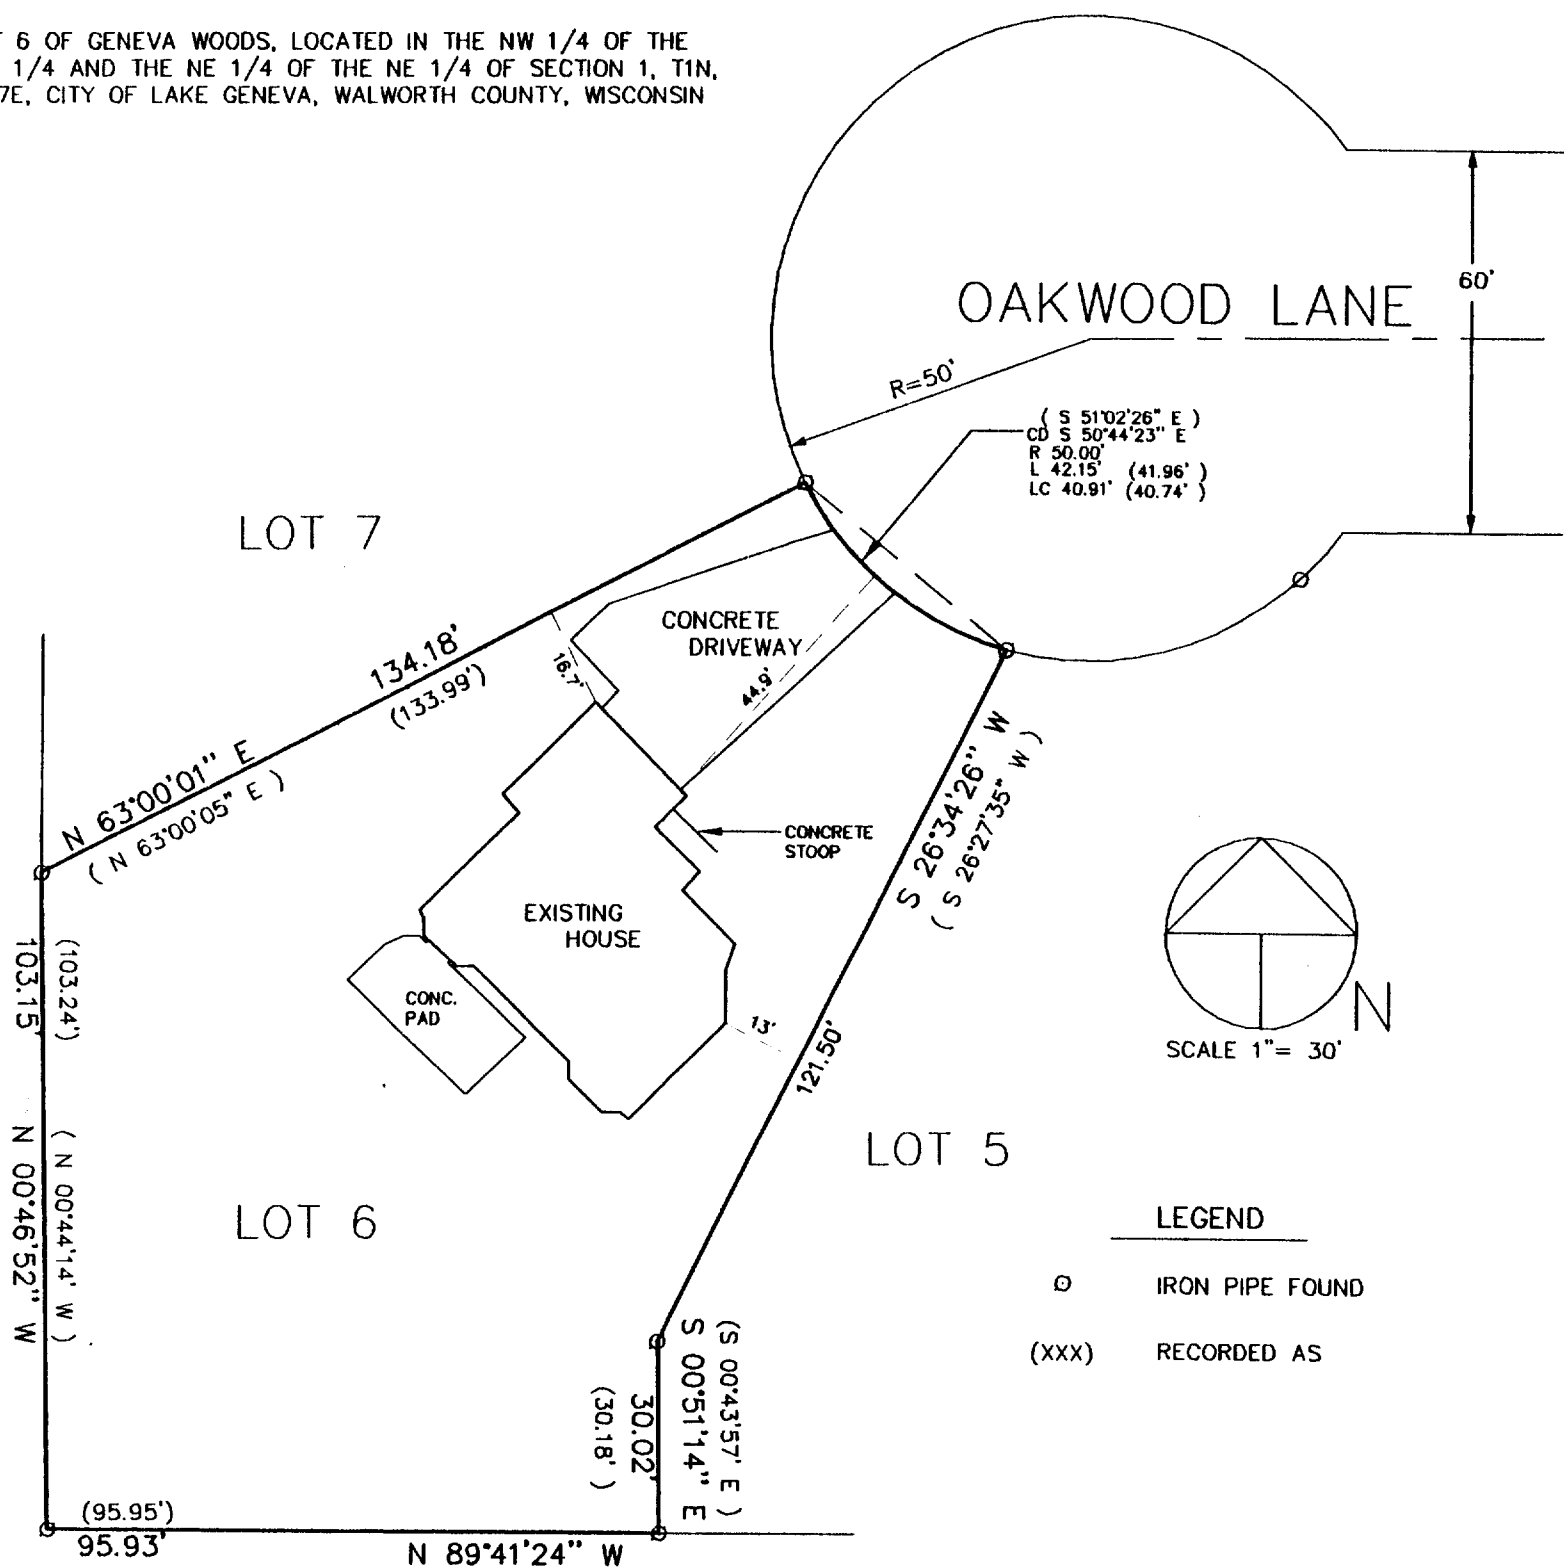 6 OF GENEVA WOODS, LOCATED IN THE NW 1/4 OF THE
1/4 AND THE NE 1/4 OF THE NE 1/4 OF SECTION 1, T1N,
7E, CITY OF LAKE GENEVA, WALWORTH COUNTY, WISCONSIN
60'
OAKWOOD LANE
R=50'
( S 51°02'26" E )
CD S 50°44'23" E
R 50.00'
L 42.15' (41.96' )
LC 40.91' (40.74' )
LOT 7
CONCRETE
DRIVEWAY
134.18'
(133.99')
16.7'
44.9'
N 63°00'01" E
( N 63°00'05" E )
S 26°34'26" W
( S 26°27'35" W )
CONCRETE
STOOP
EXISTING
HOUSE
CONC.
PAD
(103.24')
103.15'
13'
121.50'
N
SCALE 1"= 30'
LOT 5
LOT 6
( N 00°44'14' W )
N 00°46'52" W
LEGEND
IRON PIPE FOUND
(XXX) RECORDED AS
(S 00°43'57' E )
S 00°51'14" E
30.02'
(30.18' )
(95.95')
95.93'
N 89°41'24" W